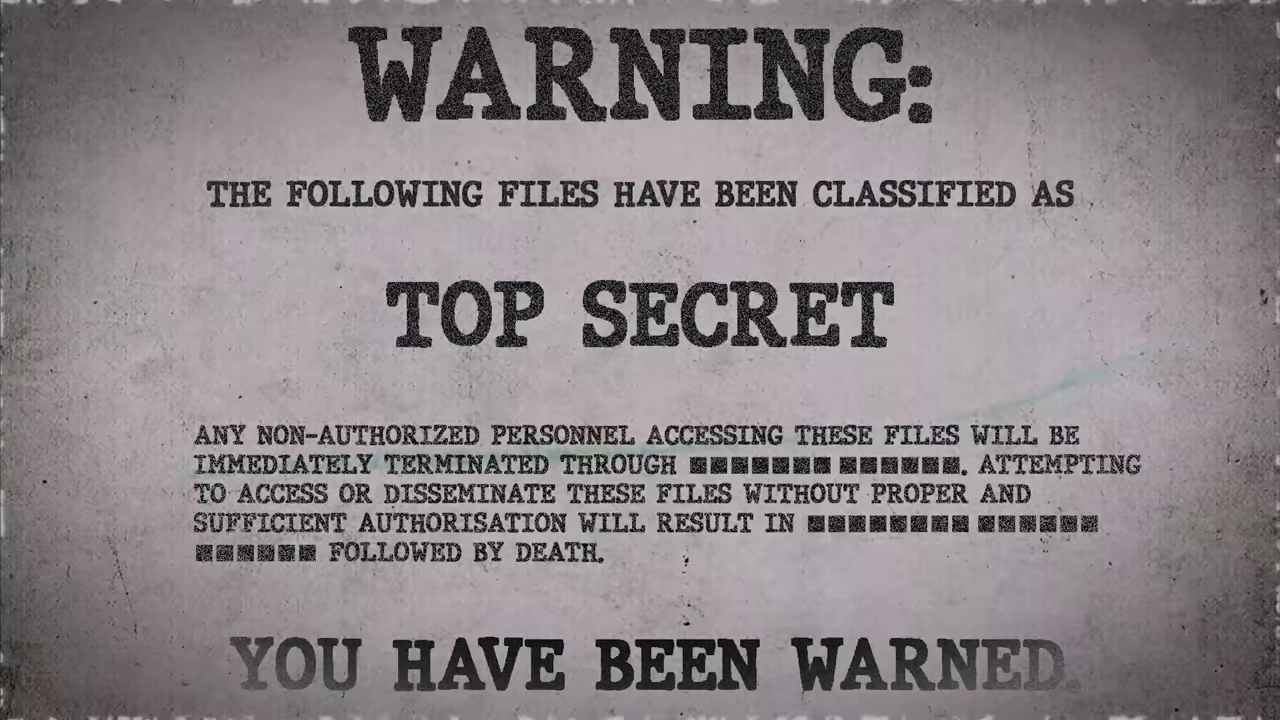 WARNING:
THE FOLLOWING FILES HAVE BEEN CLASSIFIED AS
TOP SECRET
ANY NON-AUTHORIZED PERSONNEL ACCESSING THESE FILES WILL BE
IMMEDIATELY TERMINATED THROUGH ■■■■■■■ ■■■■■■. ATTEMPTING
TO ACCESS OR DISSEMINATE THESE FILES WITHOUT PROPER AND
SUFFICIENT AUTHORISATION WILL RESULT IN ■■■■■■■■ ■■■■■■
■■■■■■ FOLLOWED BY DEATH.
YOU HAVE BEEN WARNED.